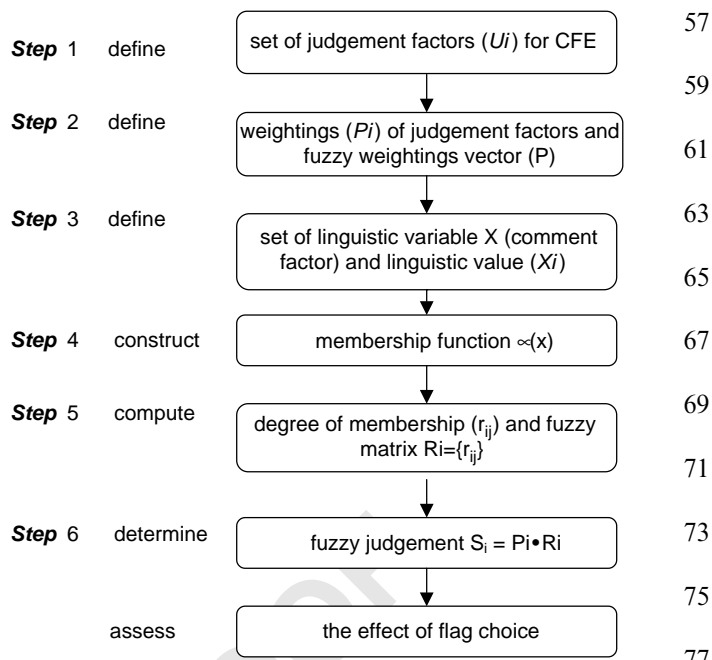 57
Step 1 define set of judgement factors (Ui) for CFE
59
Step 2 define weightings (Pi) of judgement factors and
fuzzy weightings vector (P)
61
Step 3 define set of linguistic variable X (comment
factor) and linguistic value (Xi)
63
65
Step 4 construct membership function ∝(x)
67
Step 5 compute degree of membership (rij) and fuzzy
matrix Ri={rij}
69
71
Step 6 determine fuzzy judgement Si = Pi•Ri
73
75
assess the effect of flag choice
77